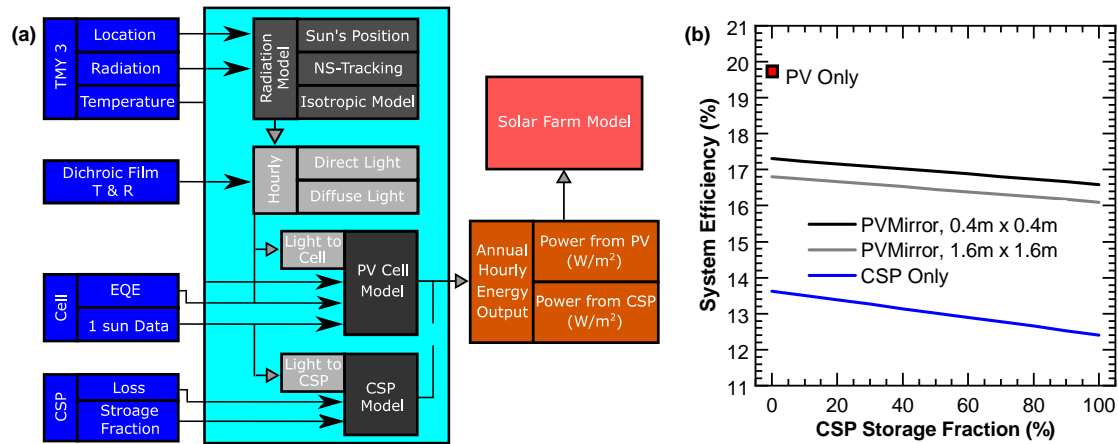 (a)
TMY 3
Location
Radiation
Temperature
Radiation
Model
Sun's Position
NS-Tracking
Isotropic Model
Dichroic Film
T & R
Hourly
Direct Light
Diffuse Light
Light to
Cell
PV Cell
Model
Cell
EQE
1 sun Data
Light to
CSP
CSP
Model
CSP
Loss
Stroage
Fraction
Solar Farm Model
Annual
Hourly
Energy
Output
Power from PV
(W/m²)
Power from CSP
(W/m²)
(b)
System Efficiency (%)
21
20
19
18
17
16
15
14
13
12
11
PV Only
PVMirror, 0.4m x 0.4m
PVMirror, 1.6m x 1.6m
CSP Only
0 20 40 60 80 100
CSP Storage Fraction (%)